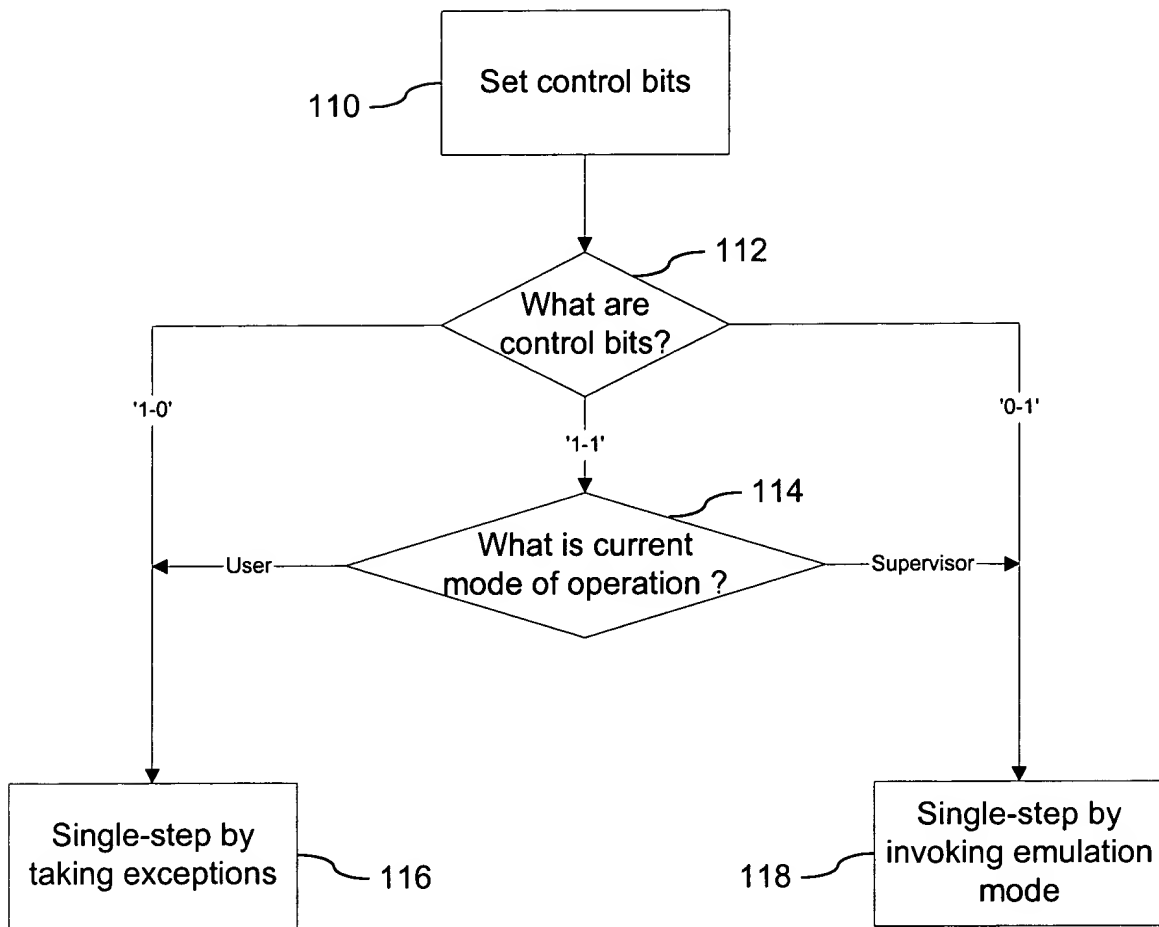 Set control bits
110
112
What are
control bits?
'1-0'
'1-1'
'0-1'
114
What is current
mode of operation ?
User
Supervisor
Single-step by
taking exceptions
116
Single-step by
invoking emulation
mode
118